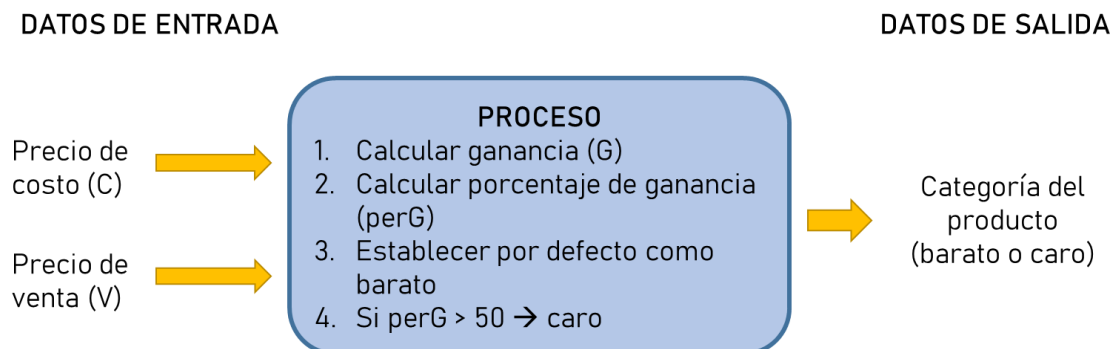 DATOS DE ENTRADA
DATOS DE SALIDA
Precio de
costo (C)
Precio de
venta (V)
PROCESO
1. Calcular ganancia (G)
2. Calcular porcentaje de ganancia
(perG)
3. Establecer por defecto como
barato
4. Si perG > 50 → caro
Categoría del
producto
(barato o caro)